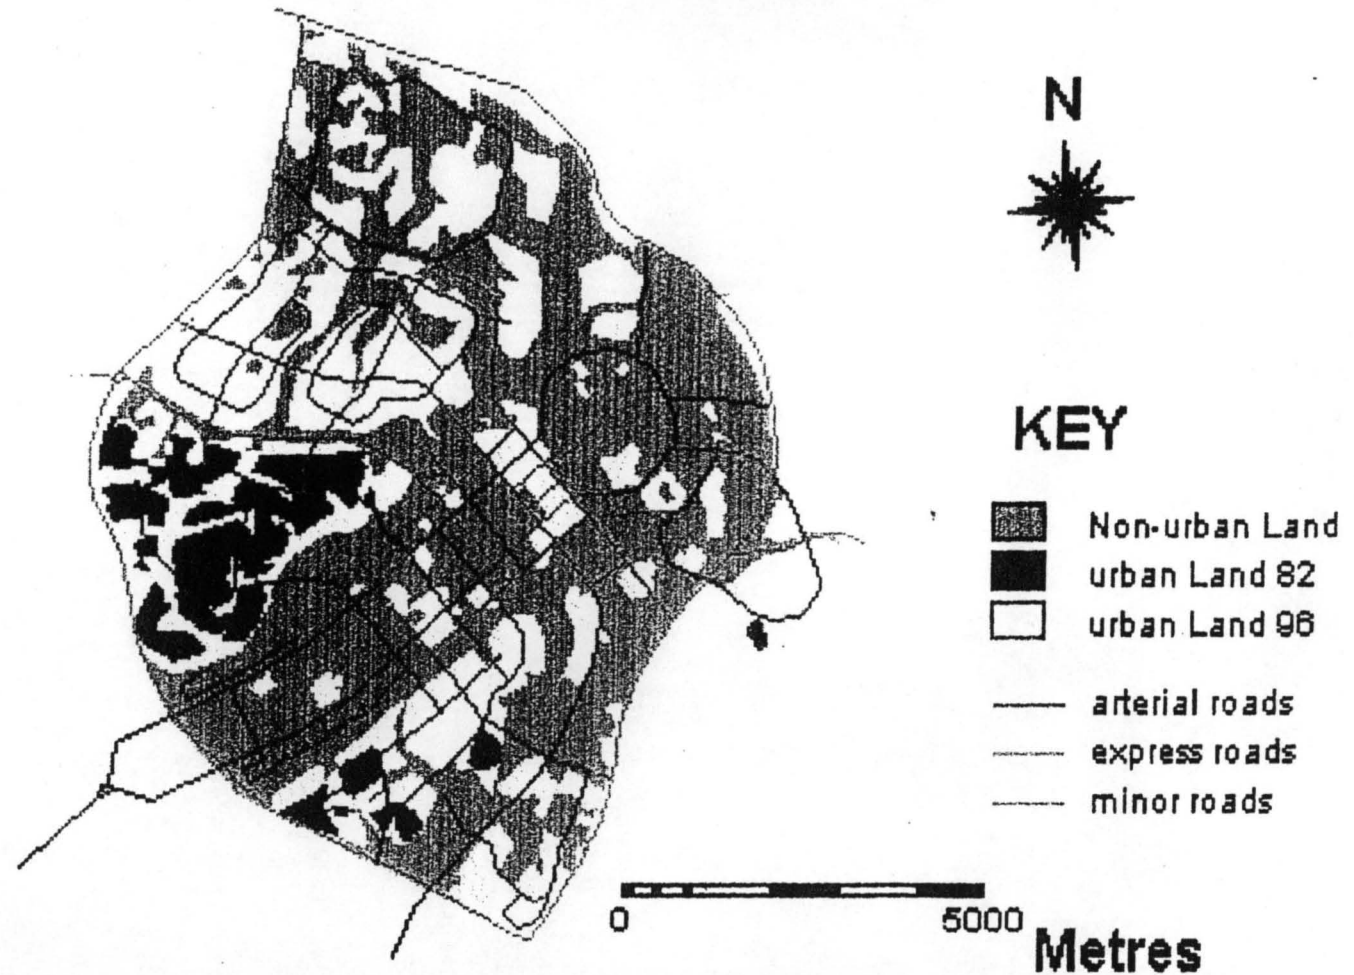 N
KEY
Non-urban Land
urban Land 82
urban Land 96
arterial roads
express roads
minor roads
0 5000
Metres